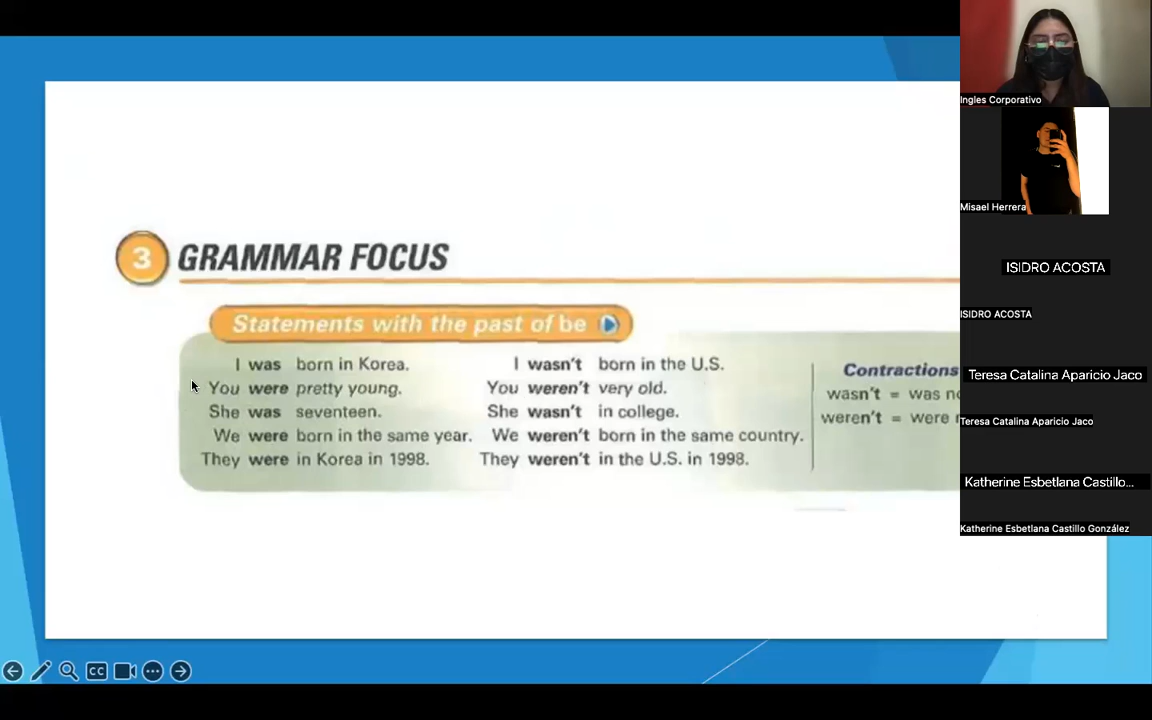 3 GRAMMAR FOCUS
Statements with the past of be
I was born in Korea.
You were pretty young.
She was seventeen.
We were born in the same year.
They were in Korea in 1998.
I wasn't born in the U.S.
You weren't very old.
She wasn't in college.
We weren't born in the same country.
They weren't in the U.S. in 1998.
Contractions
wasn't = was
weren't = were
Ingles Corporativo
Misael Herrera
ISIDRO ACOSTA
ISIDRO ACOSTA
Teresa Catalina Aparicio Jaco
Teresa Catalina Aparicio Jaco
Katherine Esbetlana Castillo...
Katherine Esbetlana Castillo González
CC